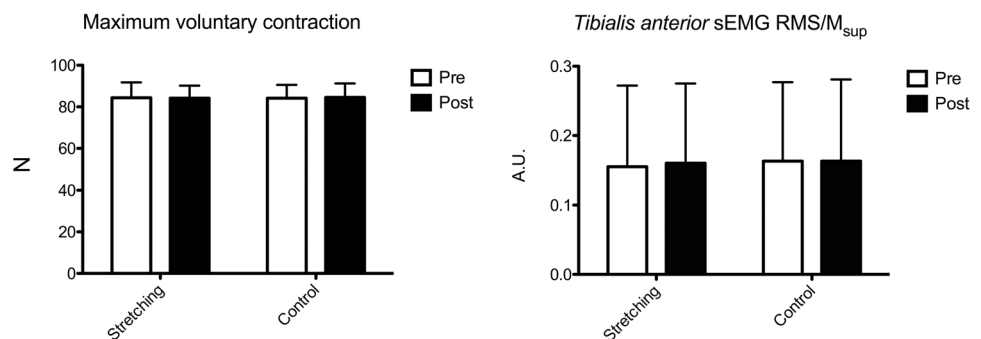 Maximum voluntary contraction
N
100
80
60
40
20
0
Stretching
Control
Pre
Post
Tibialis anterior sEMG RMS/Msup
A.U.
0.3
0.2
0.1
0.0
Stretching
Control
Pre
Post